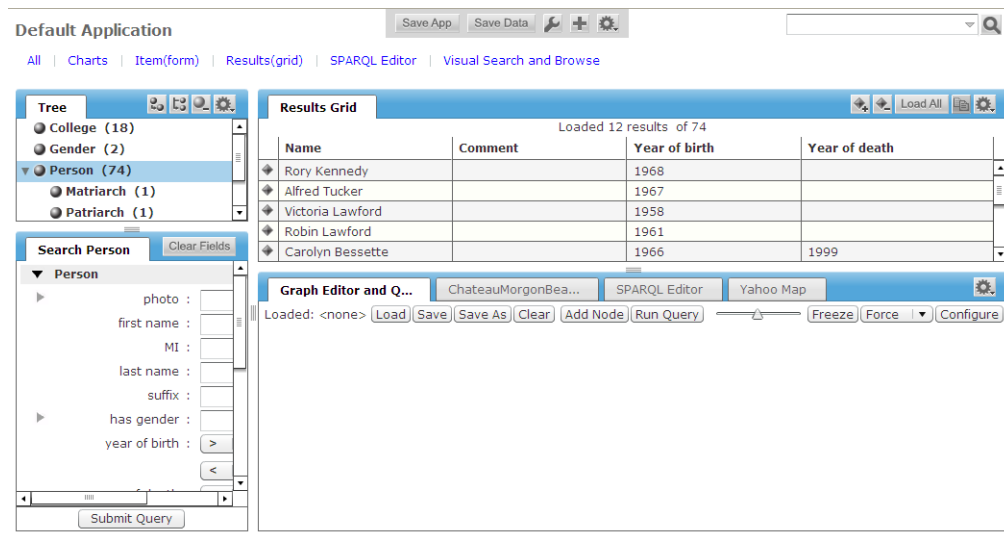 Default Application
Save App Save Data
All | Charts | Item(form) | Results(grid) | SPARQL Editor | Visual Search and Browse
Tree
College (18)
Gender (2)
Person (74)
Matriarch (1)
Patriarch (1)
Search Person Clear Fields
Person
photo :
first name :
MI :
last name :
suffix :
has gender :
year of birth : >
<
Submit Query
Results Grid Load All
Loaded 12 results of 74
Name Comment Year of birth Year of death
Rory Kennedy 1968
Alfred Tucker 1967
Victoria Lawford 1958
Robin Lawford 1961
Carolyn Bessette 1966 1999
Graph Editor and Q... ChateauMorgonBea... SPARQL Editor Yahoo Map
Loaded: <none> Load Save Save As Clear Add Node Run Query Freeze Force Configure